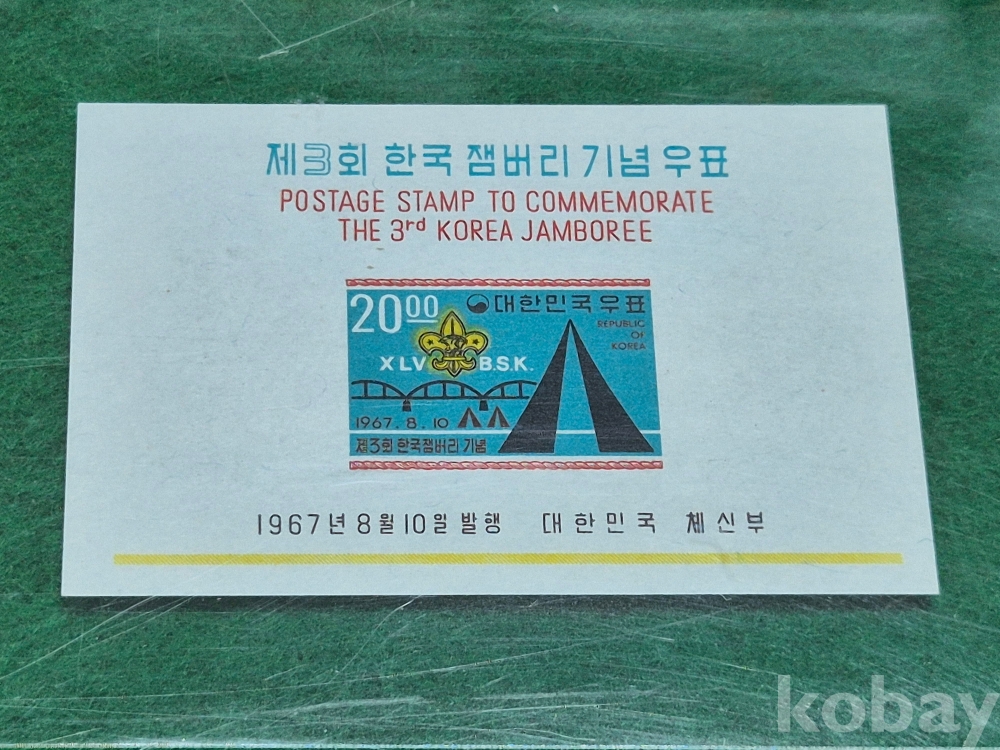 제3회 한국 잼버리 기념 우표
POSTAGE STAMP TO COMMEMORATE
THE 3rd KOREA JAMBOREE
20 00 대한민국우표
REPUBLIC
OF
KOREA
XLV B.S.K.
1967. 8. 10
제3회 한국잼버리 기념
1967년 8월 10일 발행 대한민국 체신부
kobay